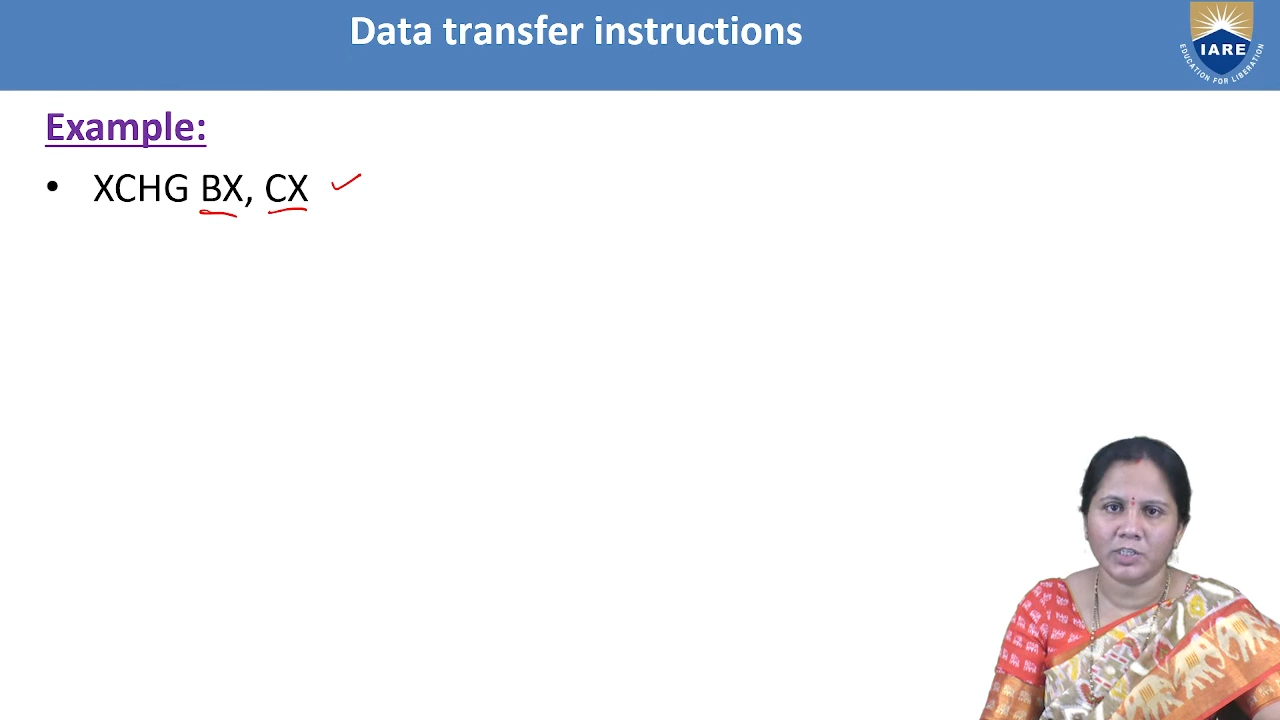 Data transfer instructions
IARE
EDUCATION FOR LIBERATION
Example:
• XCHG BX, CX